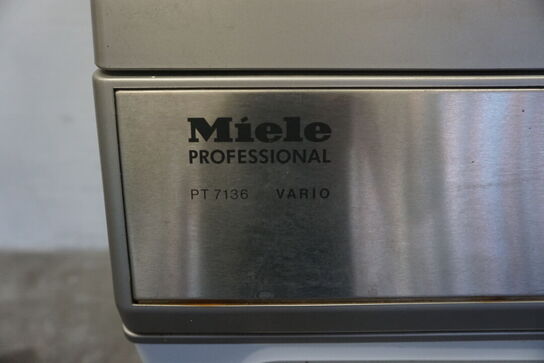 Miele
PROFESSIONAL
PT 7136 VARIO